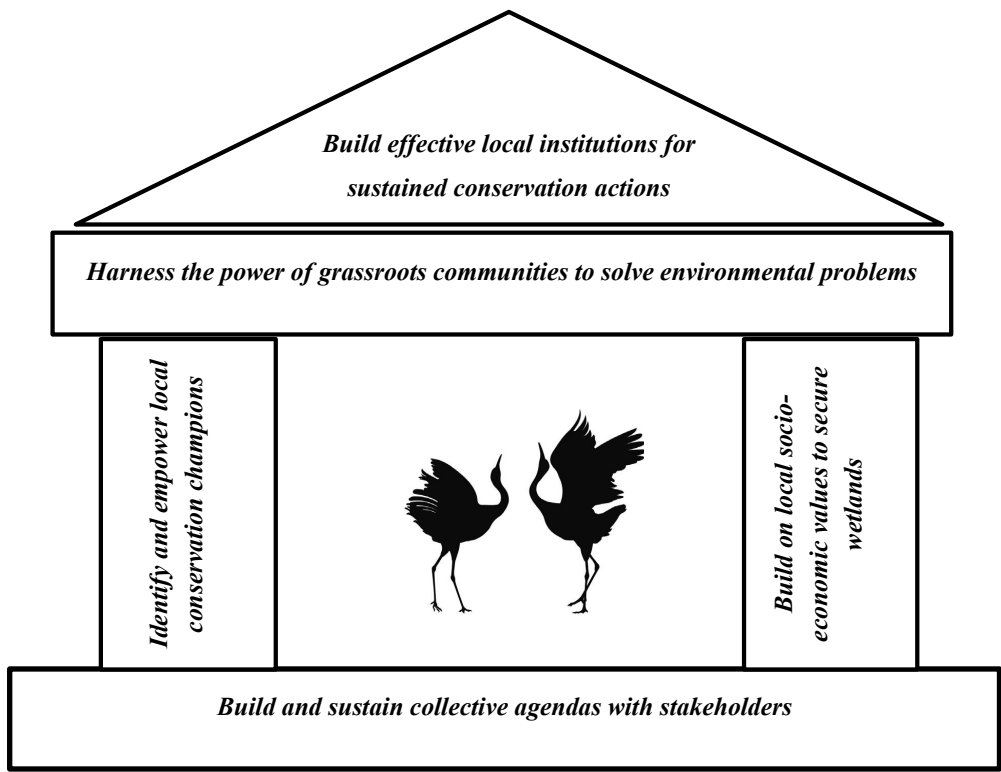 Build effective local institutions for
sustained conservation actions
Harness the power of grassroots communities to solve environmental problems
Identify and empower local
conservation champions
Build on local socio-
economic values to secure
wetlands
Build and sustain collective agendas with stakeholders